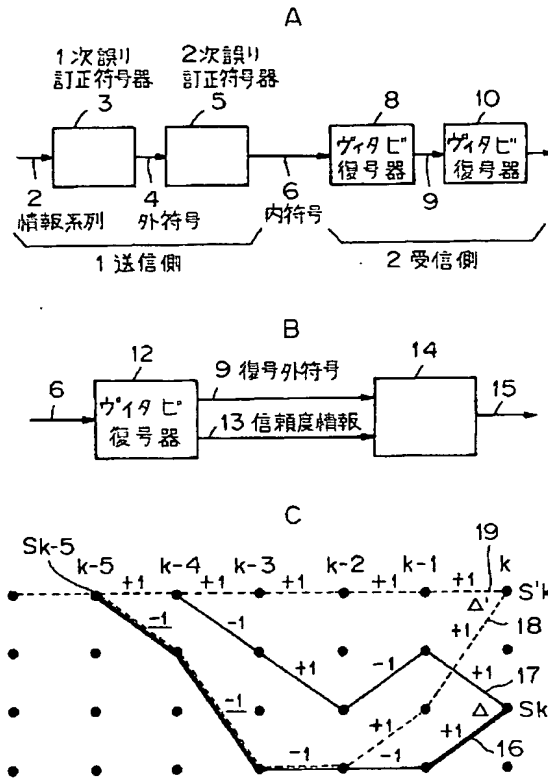 A
1次誤り
訂正符号器
2次誤り
訂正符号器
3
5
8
10
ヴィタビ
復号器
ヴィタビ
復号器
2
4
6
9
情報系列
外符号
内符号
1 送信側
2 受信側
B
12
14
6
ヴィタビ
復号器
9 復号外符号
13 信頼度情報
15
C
Sk-5
k-5
k-4
k-3
k-2
k-1
k
19
+1
+1
+1
+1
+1
S'k
-1
-1
Δ'
18
+1
+1
-1
+1
17
-1
+1
Δ
Sk
-1
-1
+1
16